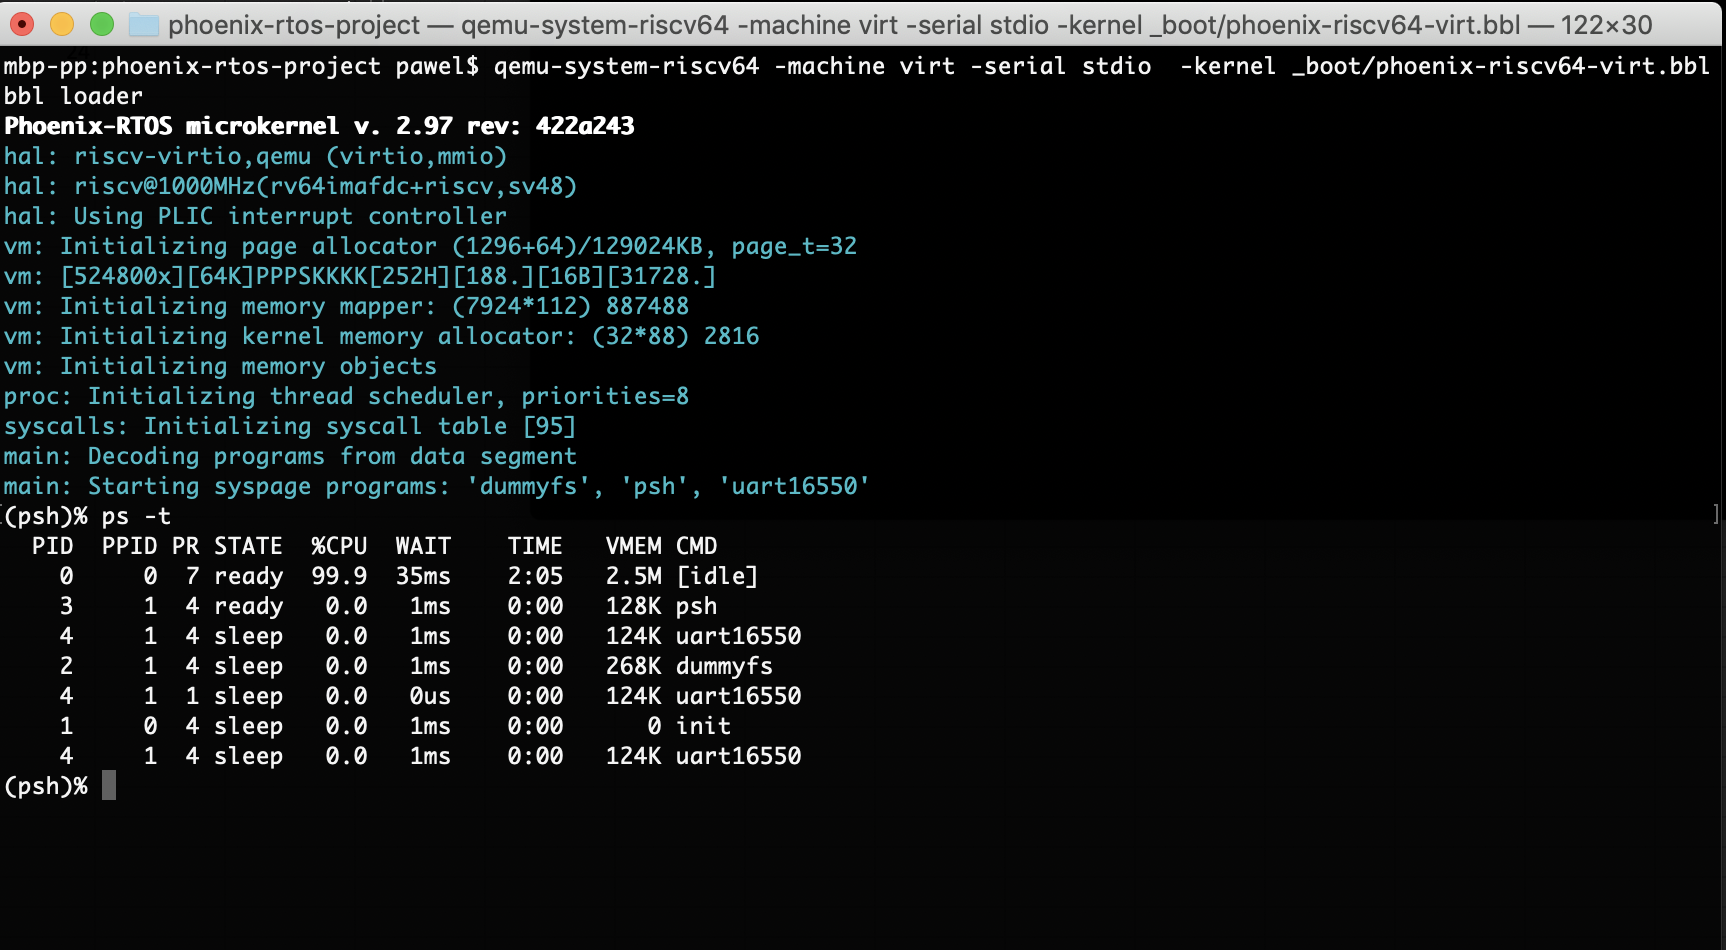 phoenix-rtos-project — qemu-system-riscv64 -machine virt -serial stdio -kernel _boot/phoenix-riscv64-virt.bbl — 122×30
mbp-pp:phoenix-rtos-project pawel$ qemu-system-riscv64 -machine virt -serial stdio  -kernel _boot/phoenix-riscv64-virt.bbl
bbl loader
Phoenix-RTOS microkernel v. 2.97 rev: 422a243
hal: riscv-virtio,qemu (virtio,mmio)
hal: riscv@1000MHz(rv64imafdc+riscv,sv48)
hal: Using PLIC interrupt controller
vm: Initializing page allocator (1296+64)/129024KB, page_t=32
vm: [524800x][64K]PPPSKKKK[252H][188.][16B][31728.]
vm: Initializing memory mapper: (7924*112) 887488
vm: Initializing kernel memory allocator: (32*88) 2816
vm: Initializing memory objects
proc: Initializing thread scheduler, priorities=8
syscalls: Initializing syscall table [95]
main: Decoding programs from data segment
main: Starting syspage programs: 'dummyfs', 'psh', 'uart16550'
[(psh)% ps -t ]
  PID  PPID PR STATE  %CPU  WAIT    TIME   VMEM CMD
    0     0  7 ready  99.9  35ms    2:05   2.5M [idle]
    3     1  4 ready   0.0   1ms    0:00   128K psh
    4     1  4 sleep   0.0   1ms    0:00   124K uart16550
    2     1  4 sleep   0.0   1ms    0:00   268K dummyfs
    4     1  1 sleep   0.0   0us    0:00   124K uart16550
    1     0  4 sleep   0.0   1ms    0:00      0 init
    4     1  4 sleep   0.0   1ms    0:00   124K uart16550
(psh)%